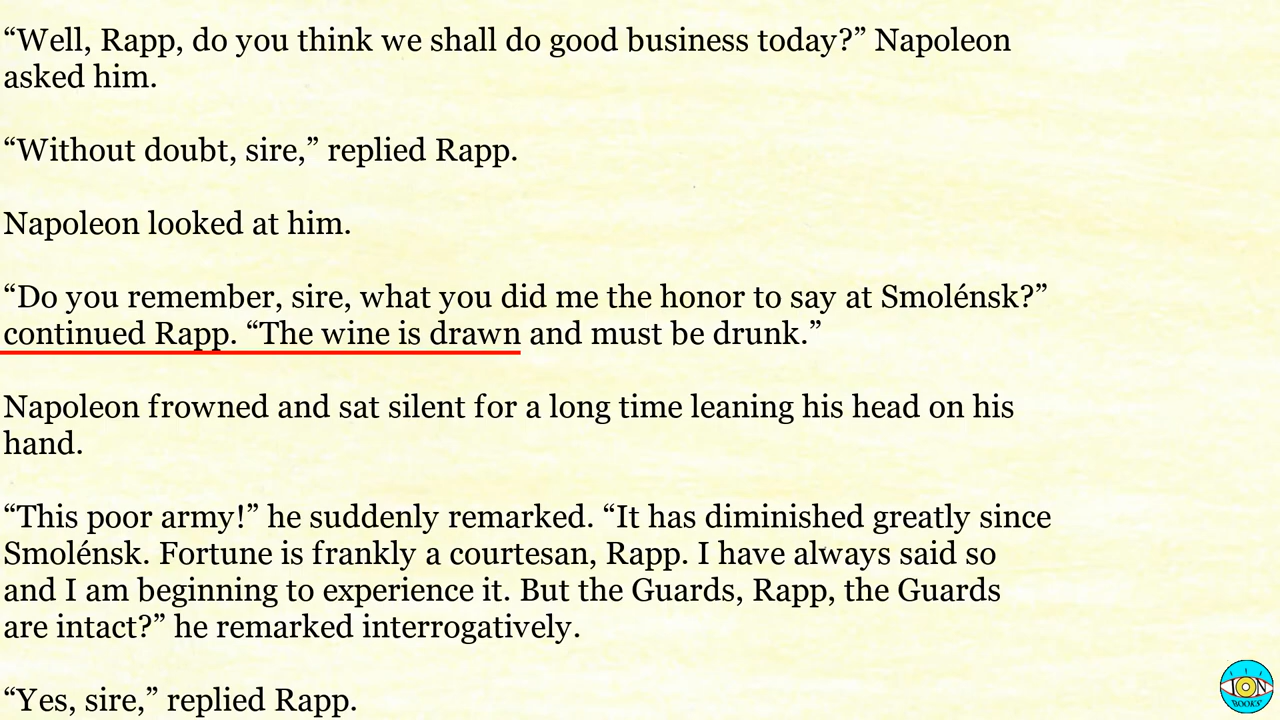 “Well, Rapp, do you think we shall do good business today?” Napoleon
asked him.
“Without doubt, sire,” replied Rapp.
Napoleon looked at him.
“Do you remember, sire, what you did me the honor to say at Smolénsk?”
continued Rapp. “The wine is drawn and must be drunk.”
Napoleon frowned and sat silent for a long time leaning his head on his
hand.
“This poor army!” he suddenly remarked. “It has diminished greatly since
Smolénsk. Fortune is frankly a courtesan, Rapp. I have always said so
and I am beginning to experience it. But the Guards, Rapp, the Guards
are intact?” he remarked interrogatively.
“Yes, sire,” replied Rapp.
ION
BOOKS